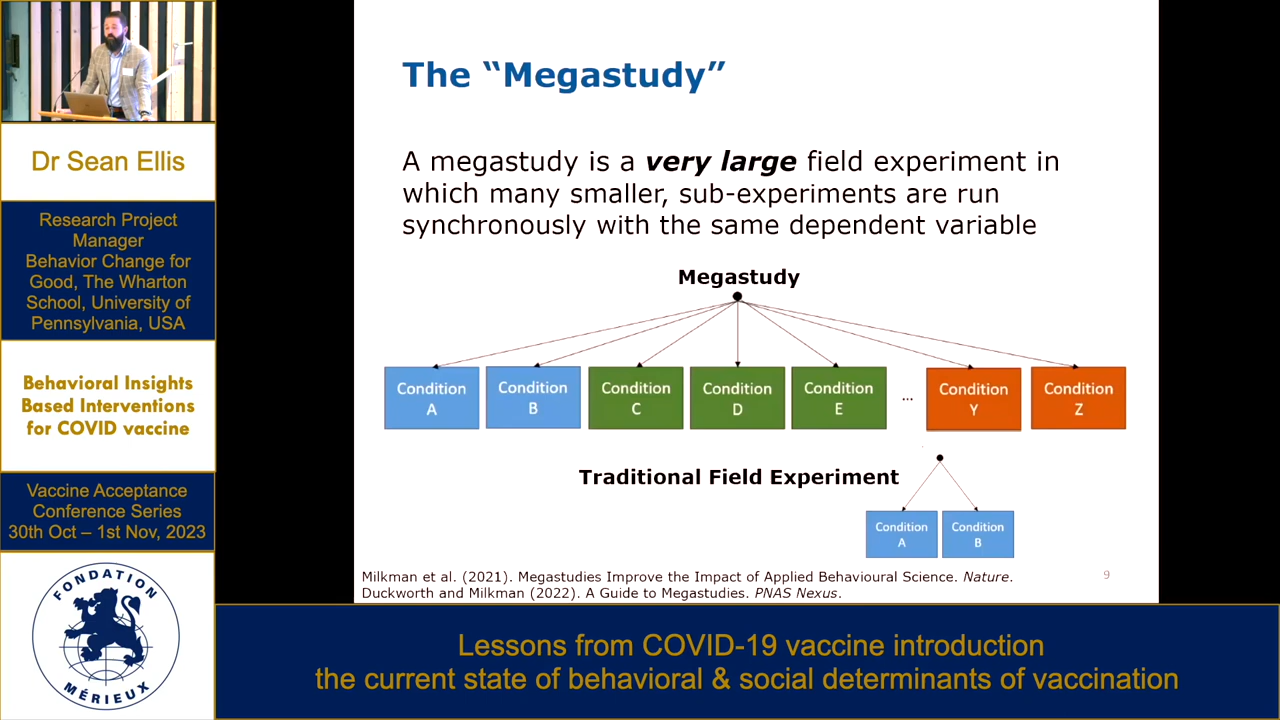 Dr Sean Ellis
Research Project
Manager
Behavior Change for
Good, The Wharton
School, University of
Pennsylvania, USA
Behavioral Insights
Based Interventions
for COVID vaccine
Vaccine Acceptance
Conference Series
30th Oct – 1st Nov, 2023
FONDATION
MÉRIEUX
The “Megastudy”
A megastudy is a very large field experiment in
which many smaller, sub-experiments are run
synchronously with the same dependent variable
Megastudy
Condition
A
Condition
B
Condition
C
Condition
D
Condition
E
...
Condition
Y
Condition
Z
Traditional Field Experiment
Condition
A
Condition
B
Milkman et al. (2021). Megastudies Improve the Impact of Applied Behavioural Science. Nature.
Duckworth and Milkman (2022). A Guide to Megastudies. PNAS Nexus.
9
Lessons from COVID-19 vaccine introduction
the current state of behavioral & social determinants of vaccination